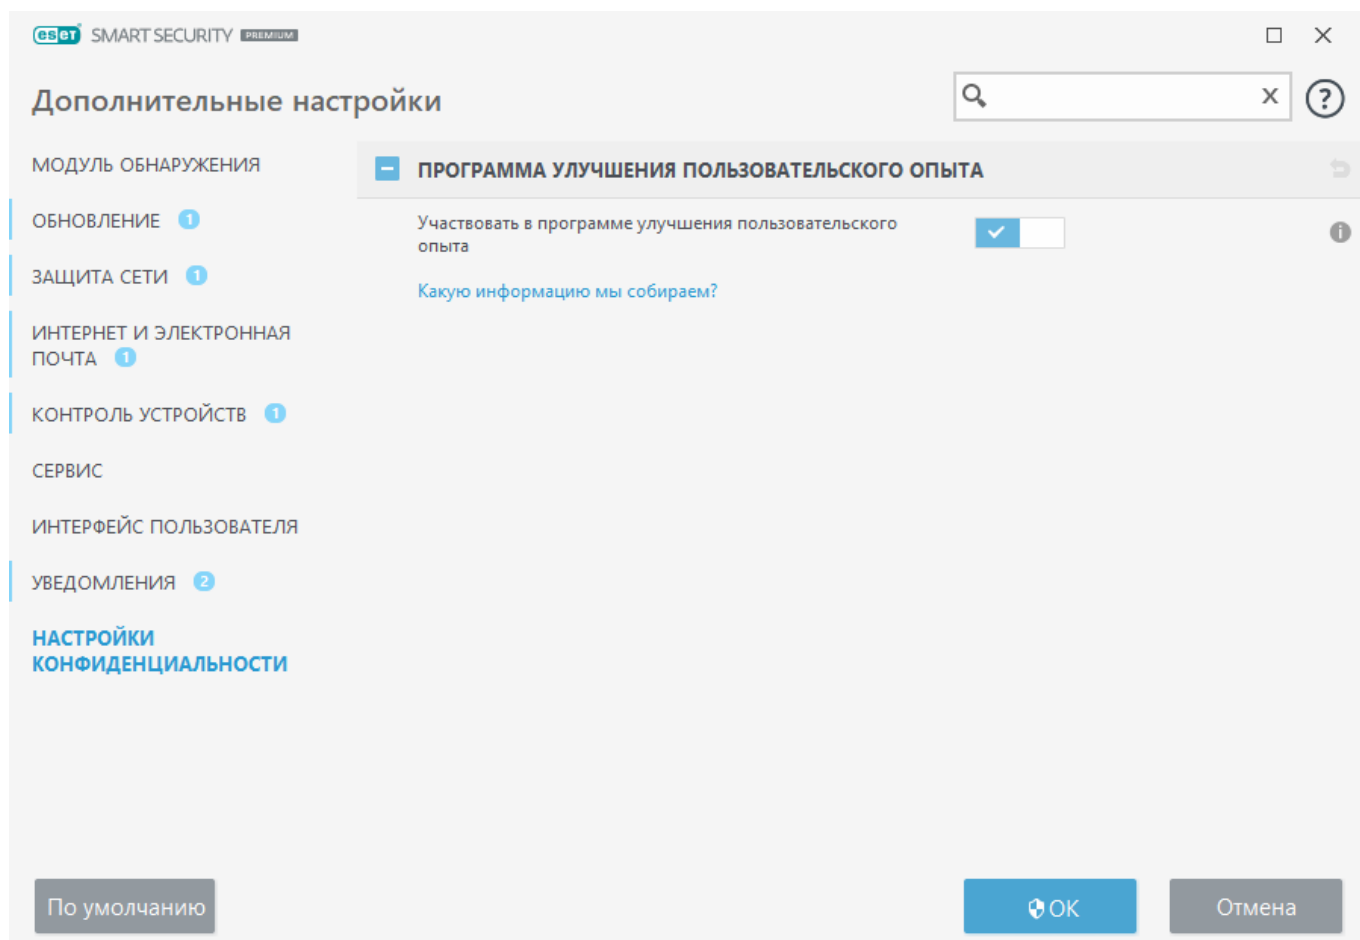 eset SMART SECURITY PREMIUM
Дополнительные настройки
МОДУЛЬ ОБНАРУЖЕНИЯ
ОБНОВЛЕНИЕ 1
ЗАЩИТА СЕТИ 1
ИНТЕРНЕТ И ЭЛЕКТРОННАЯ
ПОЧТА 1
КОНТРОЛЬ УСТРОЙСТВ 1
СЕРВИС
ИНТЕРФЕЙС ПОЛЬЗОВАТЕЛЯ
УВЕДОМЛЕНИЯ 2
НАСТРОЙКИ
КОНФИДЕНЦИАЛЬНОСТИ
ПРОГРАММА УЛУЧШЕНИЯ ПОЛЬЗОВАТЕЛЬСКОГО ОПЫТА
Участвовать в программе улучшения пользовательского
опыта
Какую информацию мы собираем?
По умолчанию
OK
Отмена